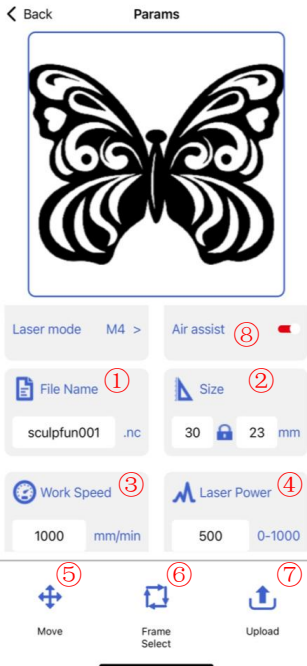 Back Params
Laser mode M4 >
Air assist ⑧
① File Name
② Size
sculpfun001 .nc
30 23 mm
③ Work Speed
④ Laser Power
1000 mm/min
500 0-1000
⑤ ⑥ ⑦
Move
Frame
Select
Upload